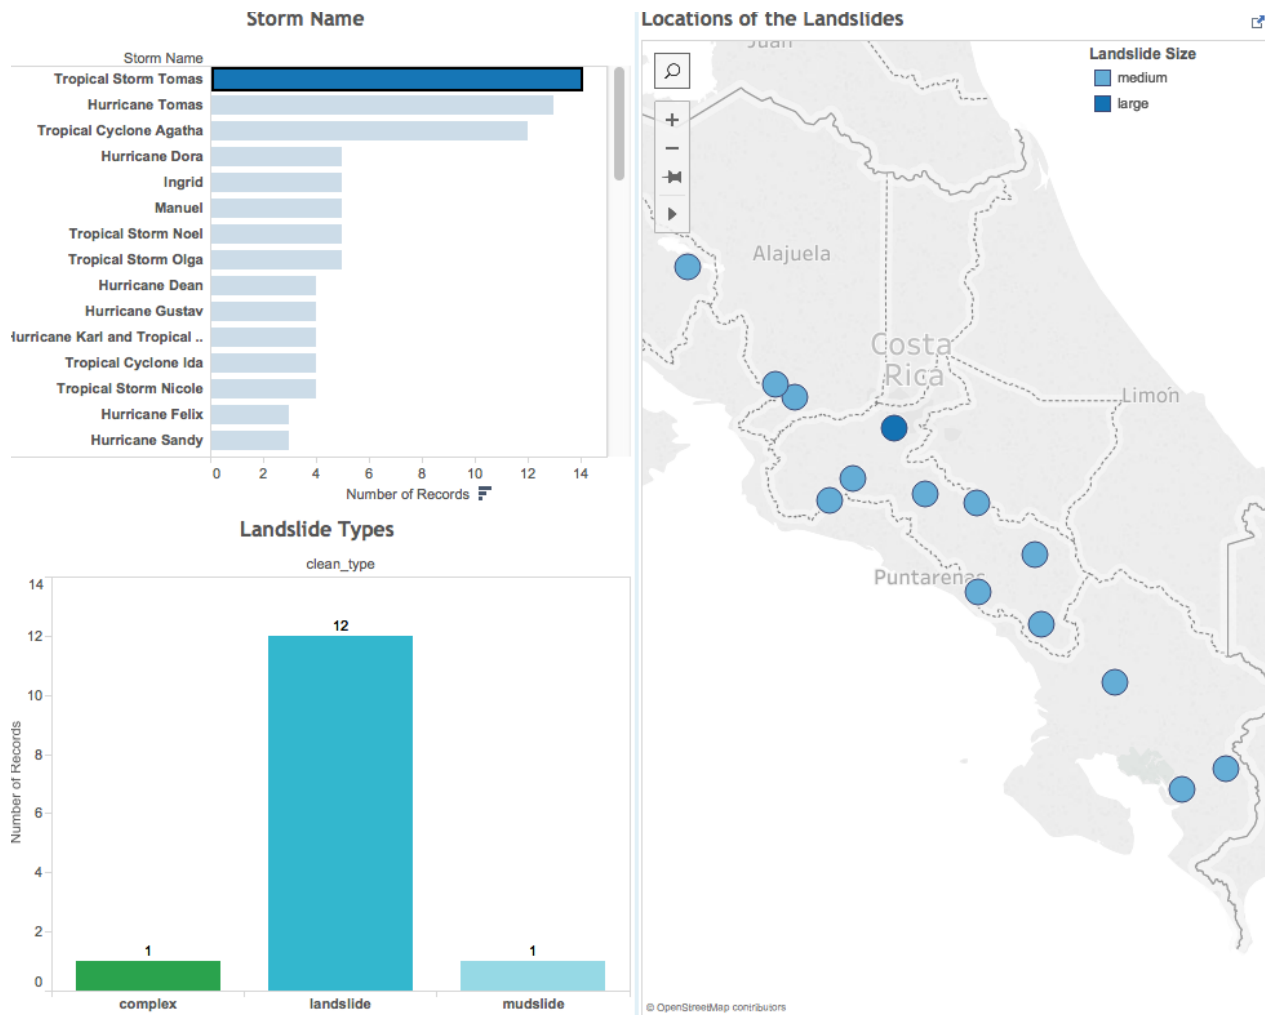 Storm Name
Storm Name
Tropical Storm Tomas
Hurricane Tomas
Tropical Cyclone Agatha
Hurricane Dora
Ingrid
Manuel
Tropical Storm Noel
Tropical Storm Olga
Hurricane Dean
Hurricane Gustav
Hurricane Karl and Tropical ..
Tropical Cyclone Ida
Tropical Storm Nicole
Hurricane Felix
Hurricane Sandy
0 2 4 6 8 10 12 14
Number of Records
Landslide Types
clean_type
14
12
10
8
6
4
2
0
Number of Records
1
12
1
complex landslide mudslide
Locations of the Landslides
Landslide Size
medium
large
Juan
Alajuela
Costa
Rica
Limón
Puntarenas
© OpenStreetMap contributors